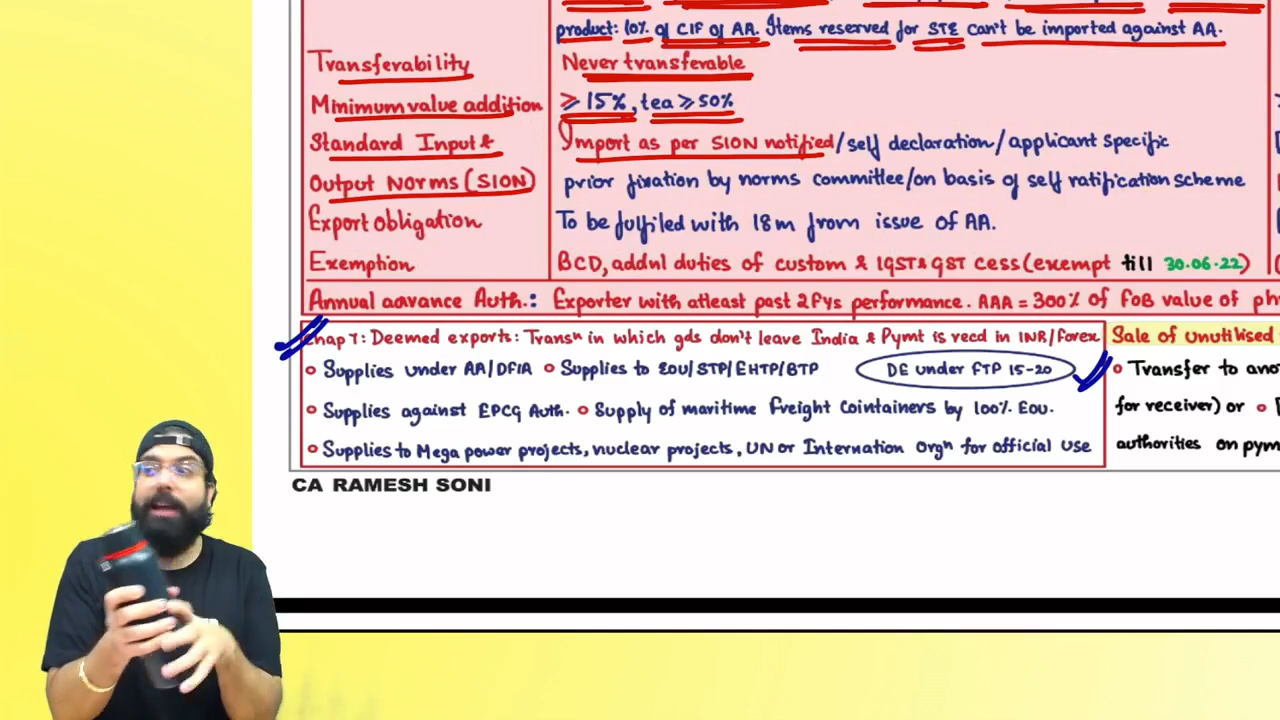 product: 10% of CIF of AA. Items reserved for STE can't be imported against AA.
Transferability Never transferable
Minimum value addition ≥ 15%, tea ≥ 50%
Standard Input & Import as per SION notified/self declaration/applicant specific
Output Norms (SION) prior fixation by norms committee/on basis of self ratification scheme
Export obligation To be fulfiled with 18m from issue of AA.
Exemption BCD, addnl duties of custom & IGST & GST cess (exempt till 30.06.22)
Annual advance Auth.: Exporter with atleast past 2fys performance. AAA = 300% of FOB value of ph
Chap 7: Deemed exports: Transⁿ in which gds don't leave India & Pymt is recd in INR/Forex Sale of Unutilised
o Supplies under AA/DFIA o Supplies to EOU/STP/EHTP/BTP DE under FTP 15-20 o Transfer to ano
o Supplies against EPCG Auth. o Supply of maritime freight Cointainers by 100% EOU. for receiver) or o
o Supplies to Mega power projects, nuclear projects, UN or Internation Orgⁿ for official use authorities on pym
CA RAMESH SONI